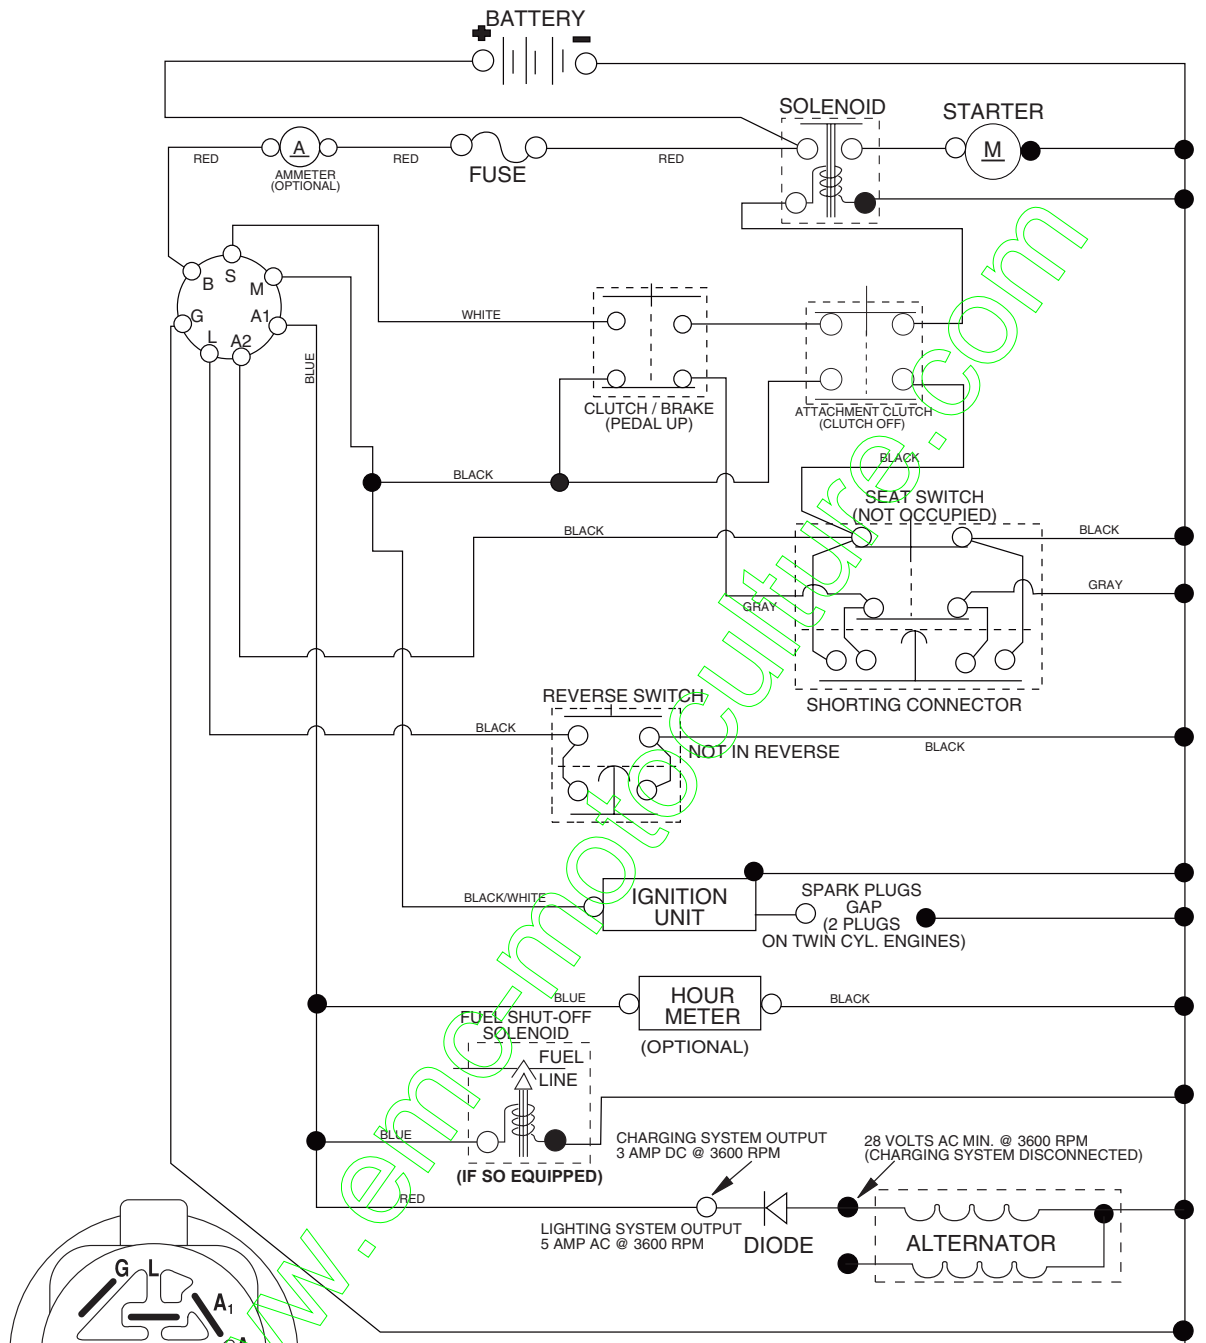 BATTERY
SOLENOID
STARTER
RED
A
RED
FUSE
RED
M
AMMETER
(OPTIONAL)
B
S
M
G
A1
L
A2
BLUE
WHITE
CLUTCH / BRAKE
(PEDAL UP)
ATTACHMENT CLUTCH
(CLUTCH OFF)
BLACK
BLACK
SEAT SWITCH
(NOT OCCUPIED)
BLACK
BLACK
GRAY
GRAY
SHORTING CONNECTOR
REVERSE SWITCH
BLACK
NOT IN REVERSE
BLACK
BLACK/WHITE
IGNITION
UNIT
SPARK PLUGS
GAP
(2 PLUGS
ON TWIN CYL. ENGINES)
BLUE
HOUR
METER
BLACK
(OPTIONAL)
FUEL SHUT-OFF
SOLENOID
FUEL
LINE
BLUE
(IF SO EQUIPPED)
CHARGING SYSTEM OUTPUT
3 AMP DC @ 3600 RPM
28 VOLTS AC MIN. @ 3600 RPM
(CHARGING SYSTEM DISCONNECTED)
RED
LIGHTING SYSTEM OUTPUT
5 AMP AC @ 3600 RPM
DIODE
ALTERNATOR
G
L
A1
www.emc-motoculture.com